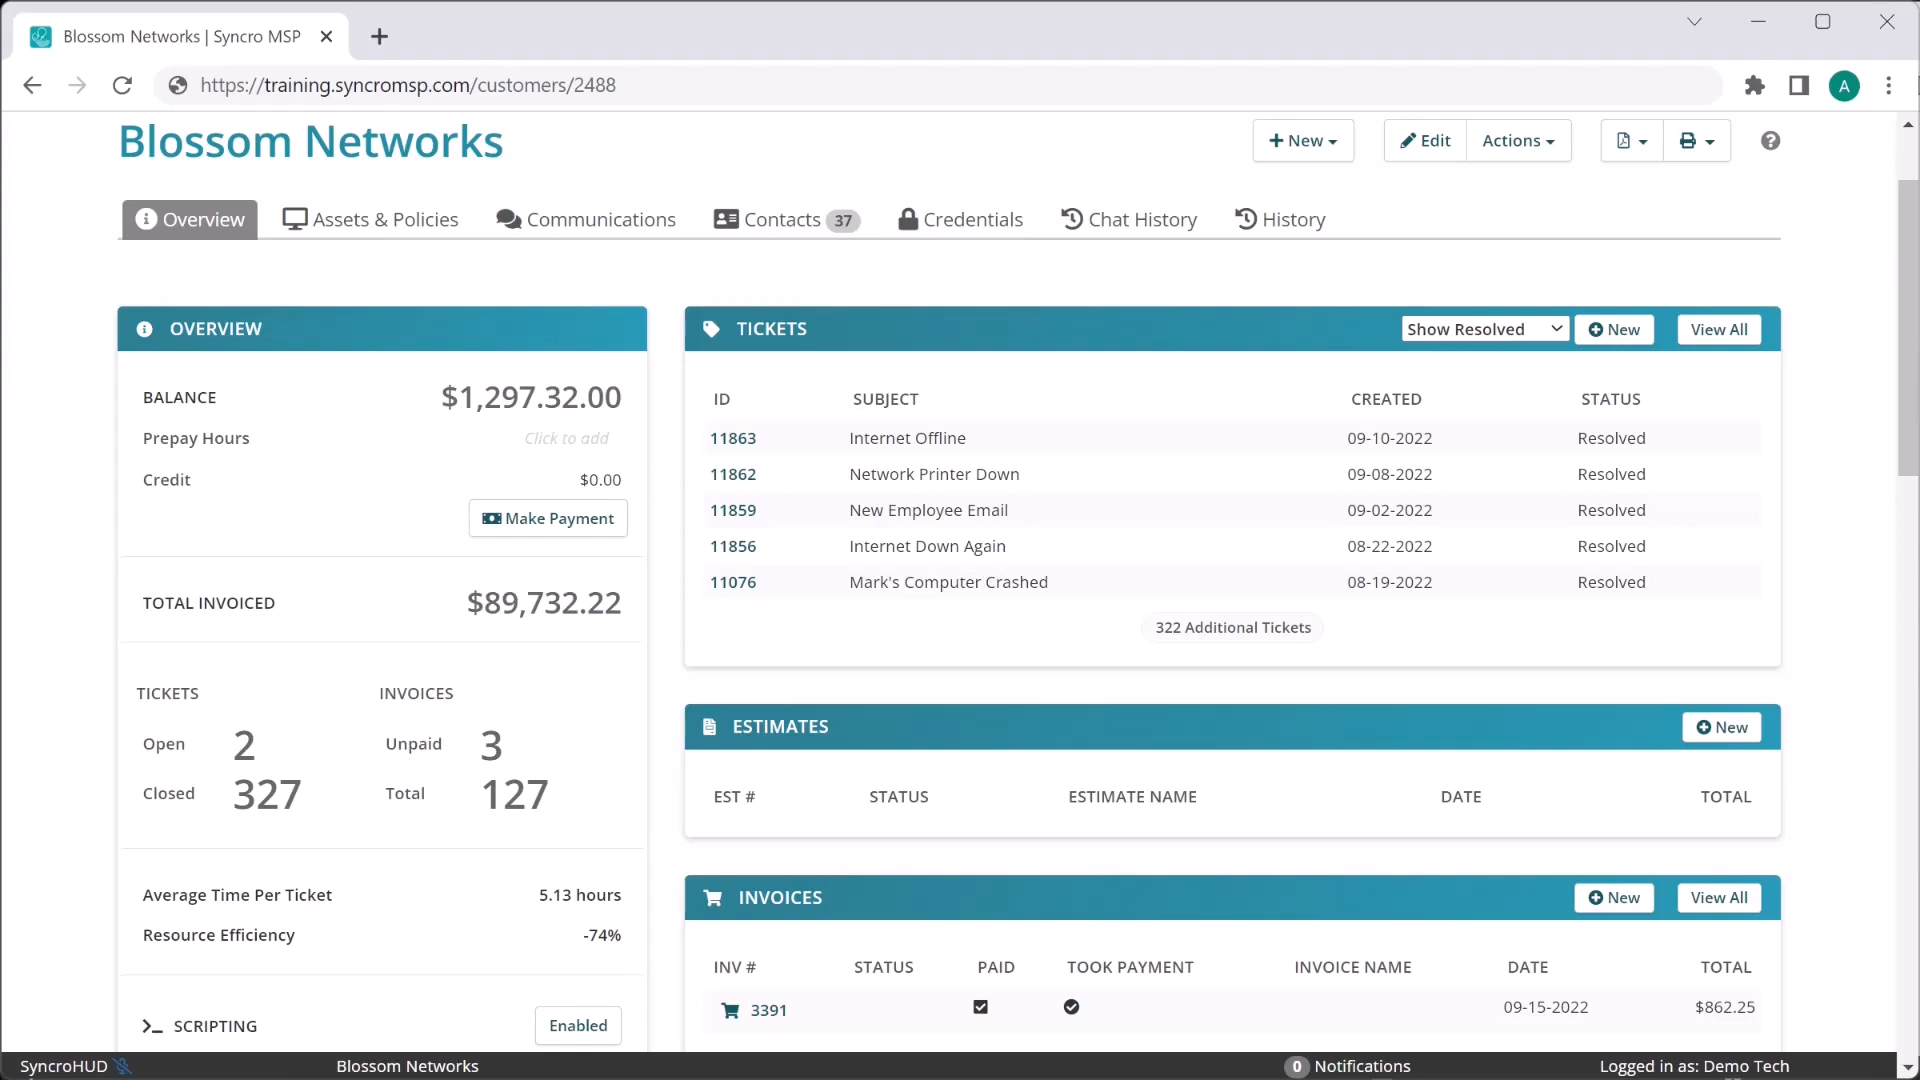 Blossom Networks | Syncro MSP
https://training.syncromsp.com/customers/2488
A
Blossom Networks
New
Edit
Actions
Overview
Assets & Policies
Communications
Contacts 37
Credentials
Chat History
History
OVERVIEW
BALANCE $1,297.32.00
Prepay Hours Click to add
Credit $0.00
Make Payment
TOTAL INVOICED $89,732.22
TICKETS INVOICES
Open 2 Unpaid 3
Closed 327 Total 127
Average Time Per Ticket 5.13 hours
Resource Efficiency -74%
SCRIPTING Enabled
TICKETS Show Resolved New View All
ID SUBJECT CREATED STATUS
11863 Internet Offline 09-10-2022 Resolved
11862 Network Printer Down 09-08-2022 Resolved
11859 New Employee Email 09-02-2022 Resolved
11856 Internet Down Again 08-22-2022 Resolved
11076 Mark's Computer Crashed 08-19-2022 Resolved
322 Additional Tickets
ESTIMATES New
EST # STATUS ESTIMATE NAME DATE TOTAL
INVOICES New View All
INV # STATUS PAID TOOK PAYMENT INVOICE NAME DATE TOTAL
3391 09-15-2022 $862.25
SyncroHUD Blossom Networks 0 Notifications Logged in as: Demo Tech